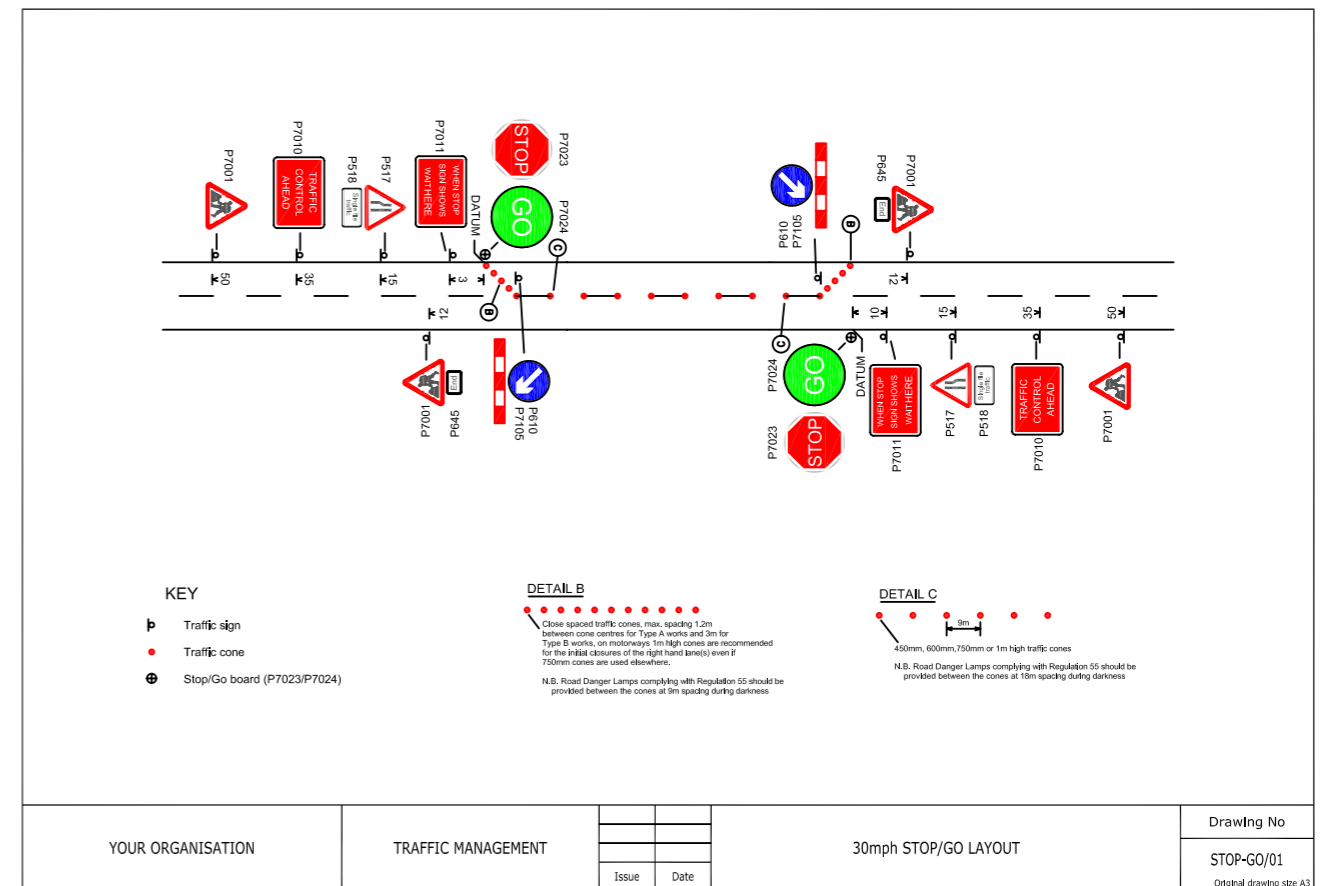 P7001
P7010
TRAFFIC
CONTROL
AHEAD
P518
Single file
traffic
P517
P7011
WHEN STOP
SIGN SHOWS
WAIT HERE
DATUM
STOP
P7023
GO
P7024
C
B
P610
P7105
B
P645
End
P7001
50
35
15
3
12
12
10
15
35
50
P7001
P645
End
P610
P7105
C
P7024
GO
P7023
STOP
DATUM
WHEN STOP
SIGN SHOWS
WAIT HERE
P7011
P517
P518
Single file
traffic
TRAFFIC
CONTROL
AHEAD
P7010
P7001
KEY
Traffic sign
Traffic cone
Stop/Go board (P7023/P7024)
DETAIL B
Close spaced traffic cones, max. spacing 1.2m
between cone centres for Type A works and 3m for
Type B works, on motorways 1m high cones are recommended
for the initial closures of the right hand lane(s) even if
750mm cones are used elsewhere.
N.B. Road Danger Lamps complying with Regulation 55 should be
provided between the cones at 9m spacing during darkness
DETAIL C
9m
450mm, 600mm,750mm or 1m high traffic cones
N.B. Road Danger Lamps complying with Regulation 55 should be
provided between the cones at 18m spacing during darkness
YOUR ORGANISATION
TRAFFIC MANAGEMENT
Issue
Date
30mph STOP/GO LAYOUT
Drawing No
STOP-GO/01
Original drawing size A3